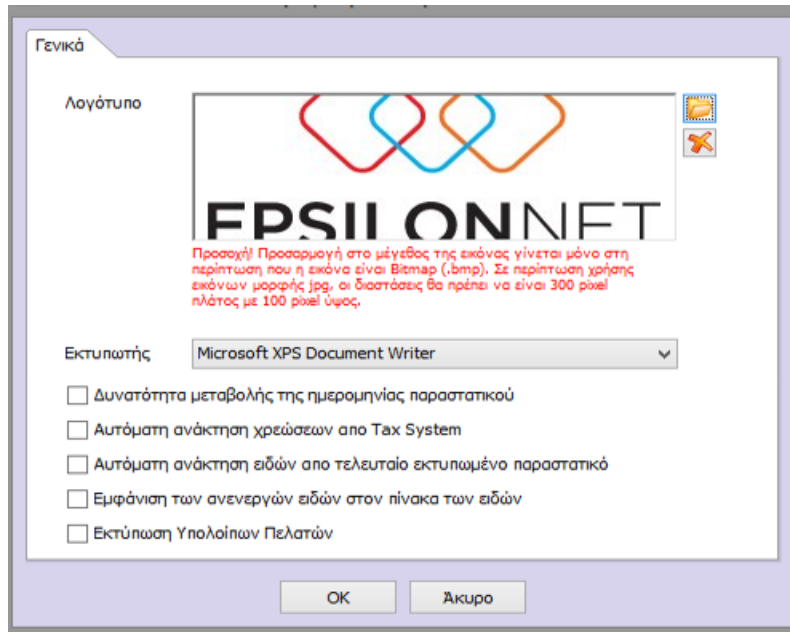 Γενικά
Λογότυπο
EPSILONNET
Προσοχή! Προσαρμογή στο μέγεθος της εικόνας γίνεται μόνο στη
περίπτωση που η εικόνα είναι Bitmap (.bmp). Σε περίπτωση χρήσης
εικόνων μορφής jpg, οι διαστάσεις θα πρέπει να είναι 300 pixel
πλάτος με 100 pixel ύψος.
Εκτυπωτής Microsoft XPS Document Writer
Δυνατότητα μεταβολής της ημερομηνίας παραστατικού
Αυτόματη ανάκτηση χρεώσεων απο Tax System
Αυτόματη ανάκτηση ειδών απο τελευταίο εκτυπωμένο παραστατικό
Εμφάνιση των ανενεργών ειδών στον πίνακα των ειδών
Εκτύπωση Υπολοίπων Πελατών
OK Άκυρο